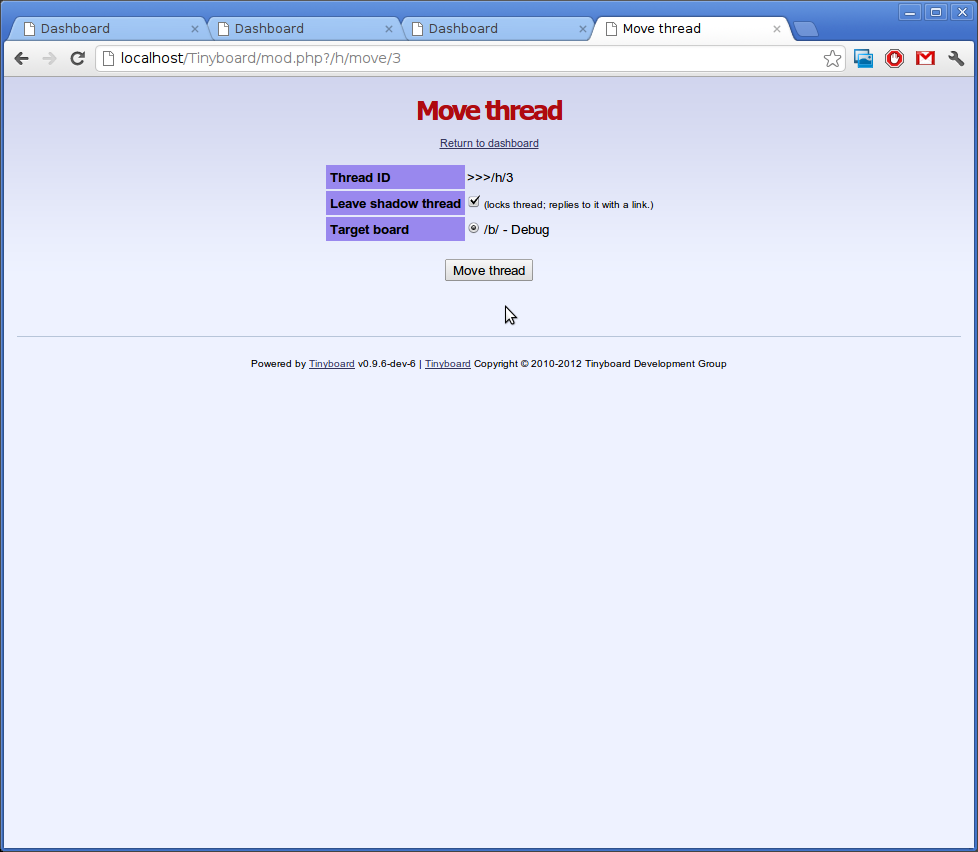 Dashboard Dashboard Dashboard Move thread
localhost/Tinyboard/mod.php?/h/move/3
Move thread
Return to dashboard
Thread ID >>>/h/3
Leave shadow thread (locks thread; replies to it with a link.)
Target board /b/ - Debug
Move thread
Powered by Tinyboard v0.9.6-dev-6 | Tinyboard Copyright © 2010-2012 Tinyboard Development Group